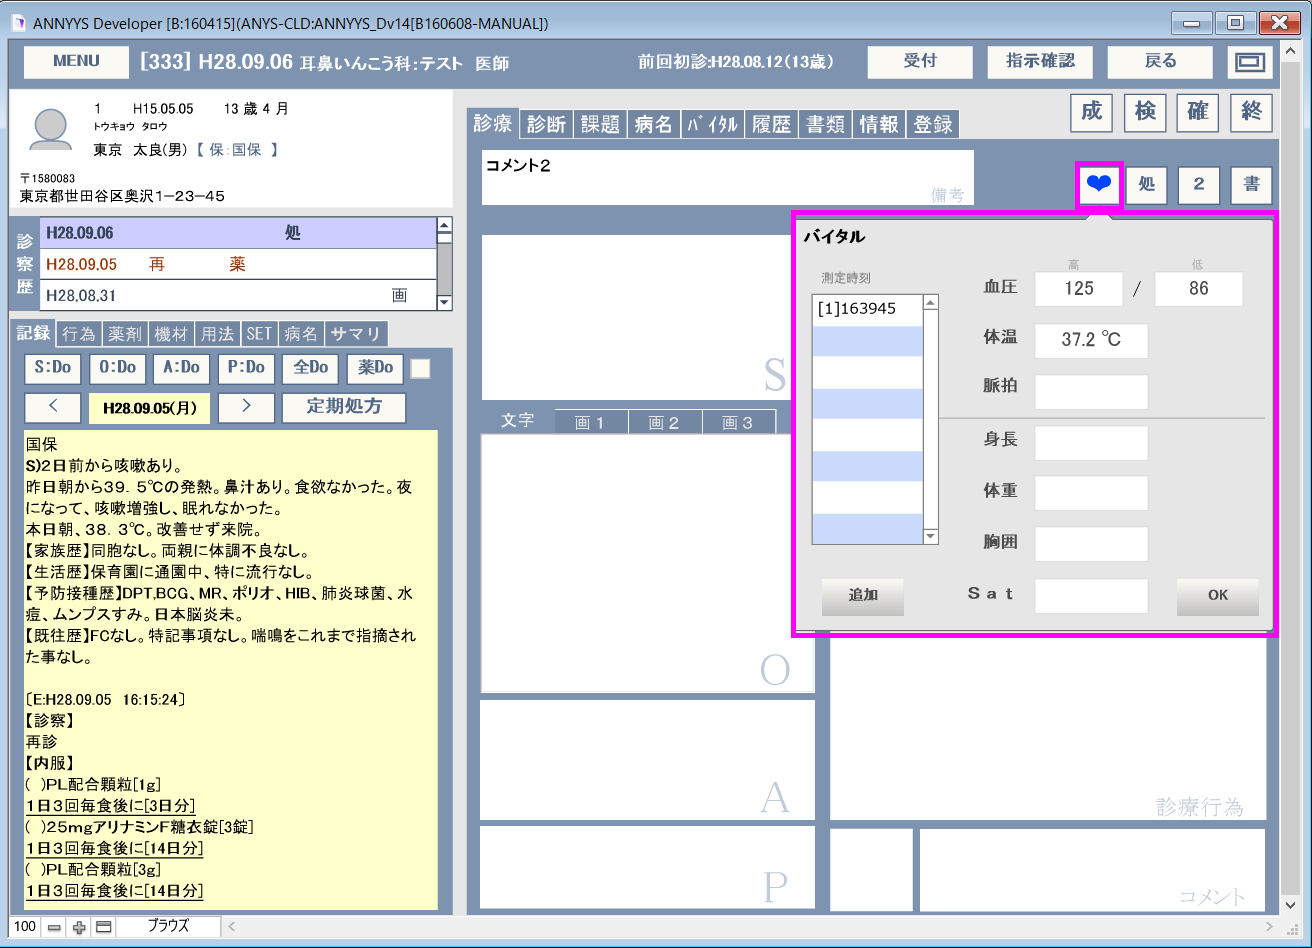 ANNYYS Developer [B:160415](ANYS-CLD:ANNYYS_Dv14[B160608-MANUAL])
MENU
[333] H28.09.06 耳鼻いんこう科:テスト 医師
前回初診:H28.08.12(13歳)
受付
指示確認
戻る
1 H15.05.05 13 歳 4 月
トウキョウ タロウ
東京 太良(男)【 保:国保 】
〒1580083
東京都世田谷区奥沢1-23-45
診察歴
H28.09.06 処
H28.09.05 再 薬
H28.08.31 画
記録 行為 薬剤 機材 用法 SET 病名 サマリ
S:Do O:Do A:Do P:Do 全Do 薬Do
< H28.09.05(月) > 定期処方
国保
S)2日前から咳嗽あり。
昨日朝から39.5℃の発熱。鼻汁あり。食欲なかった。夜
になって、咳嗽増強し、眠れなかった。
本日朝、38.3℃。改善せず来院。
【家族歴】同胞なし。両親に体調不良なし。
【生活歴】保育園に通園中、特に流行なし。
【予防接種歴】DPT,BCG、MR、ポリオ、HIB、肺炎球菌、水
痘、ムンプスすみ。日本脳炎未。
【既往歴】FCなし。特記事項なし。喘鳴をこれまで指摘され
た事なし。
〔E:H28.09.05 16:15:24〕
【診察】
再診
【内服】
( )PL配合顆粒[1g]
1日3回毎食後に[3日分]
( )25mgアリナミンF糖衣錠[3錠]
1日3回毎食後に[14日分]
( )PL配合顆粒[3g]
1日3回毎食後に[14日分]
100
ブラウズ
診療 診断 課題 病名 バイタル 履歴 書類 情報 登録
成 検 確 終
コメント2
備考
処 2 書
S
文字 画1 画2 画3
O
A
P
診療行為
コメント
バイタル
測定時刻
[1]163945
追加
高 低
血圧 125 / 86
体温 37.2 ℃
脈拍
身長
体重
胸囲
Sat
OK